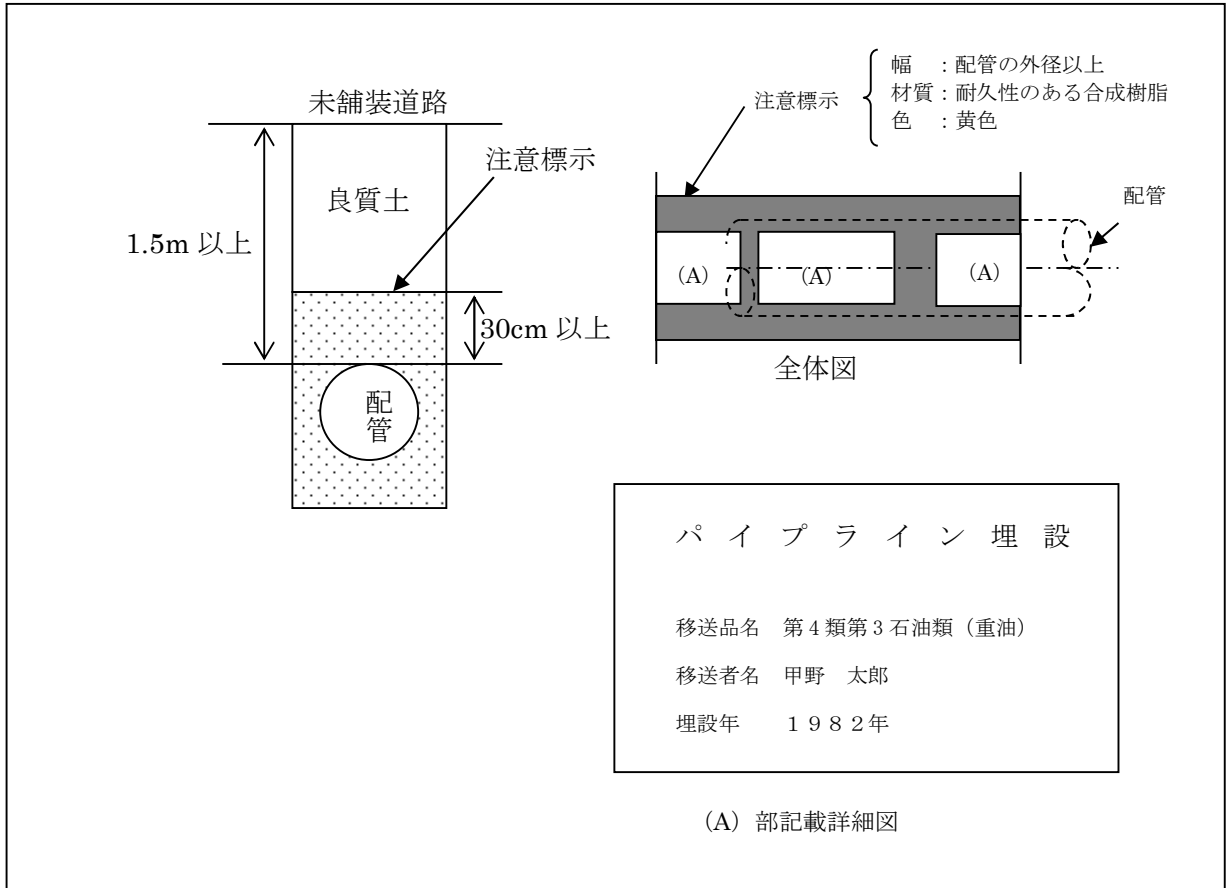 未舗装道路
注意標示
良質土
1.5m 以上
30cm 以上
配管
注意標示
幅　：配管の外径以上
材質：耐久性のある合成樹脂
色　：黄色
配管
(A)
(A)
(A)
全体図
パイプライン埋設
移送品名　第４類第３石油類（重油）
移送者名　甲野　太郎
埋設年　　１９８２年
(A) 部記載詳細図